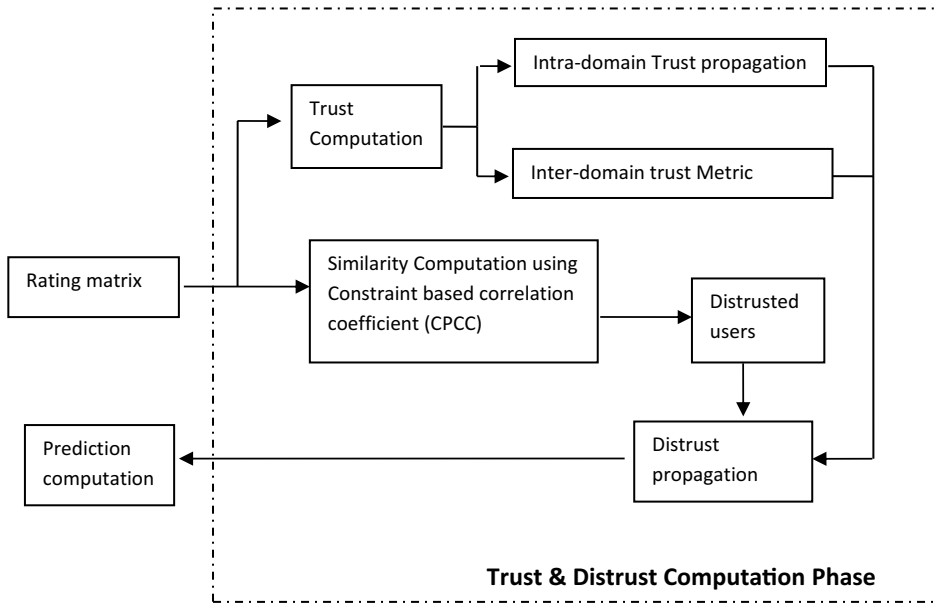 Intra-domain Trust propagation
Trust
Computation
Inter-domain trust Metric
Rating matrix
Similarity Computation using
Constraint based correlation
coefficient (CPCC)
Distrusted
users
Prediction
computation
Distrust
propagation
Trust & Distrust Computation Phase